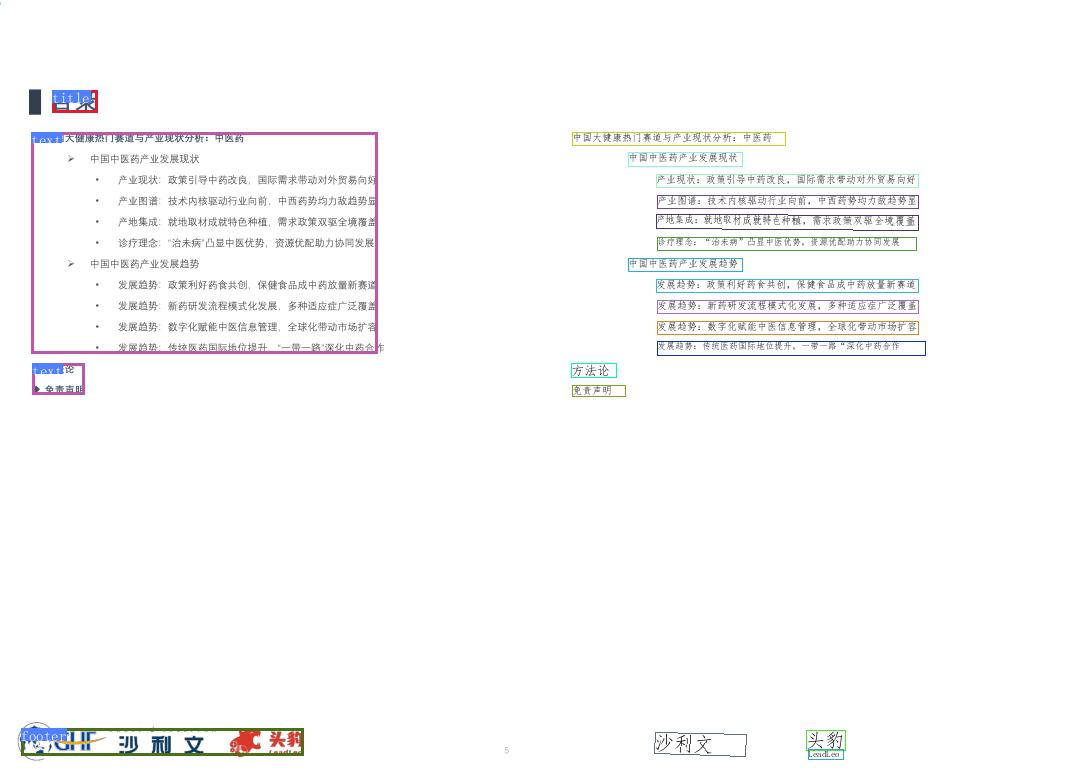 title
目录
text
大健康热门赛道与产业现状分析：中医药
➢ 中国中医药产业发展现状
• 产业现状：政策引导中药改良，国际需求带动对外贸易向好
• 产业图谱：技术内核驱动行业向前，中西药势均力敌趋势显
• 产地集成：就地取材成就特色种植，需求政策双驱全境覆盖
• 诊疗理念：“治未病”凸显中医优势，资源优配助力协同发展
➢ 中国中医药产业发展趋势
• 发展趋势：政策利好药食共创，保健食品成中药放量新赛道
• 发展趋势：新药研发流程模式化发展，多种适应症广泛覆盖
• 发展趋势：数字化赋能中医信息管理，全球化带动市场扩容
• 发展趋势：传统医药国际地位提升，“一带一路”深化中药合作
text
论
◆ 免责声明
中国大健康热门赛道与产业现状分析：中医药
中国中医药产业发展现状
产业现状：政策引导中药改良，国际需求带动对外贸易向好
产业图谱：技术内核驱动行业向前，中西药势均力敌趋势显
产地集成：就地取材成就特色种植，需求政策双驱全境覆盖
诊疗理念：“治未病”凸显中医优势，资源优配助力协同发展
中国中医药产业发展趋势
发展趋势：政策利好药食共创，保健食品成中药放量新赛道
发展趋势：新药研发流程模式化发展，多种适应症广泛覆盖
发展趋势：数字化赋能中医信息管理，全球化带动市场扩容
发展趋势：传统医药国际地位提升，一带一路“深化中药合作
方法论
免责声明
footer
GHF 沙利文 头豹
LeadLeo
5
沙利文
头豹
LeadLeo